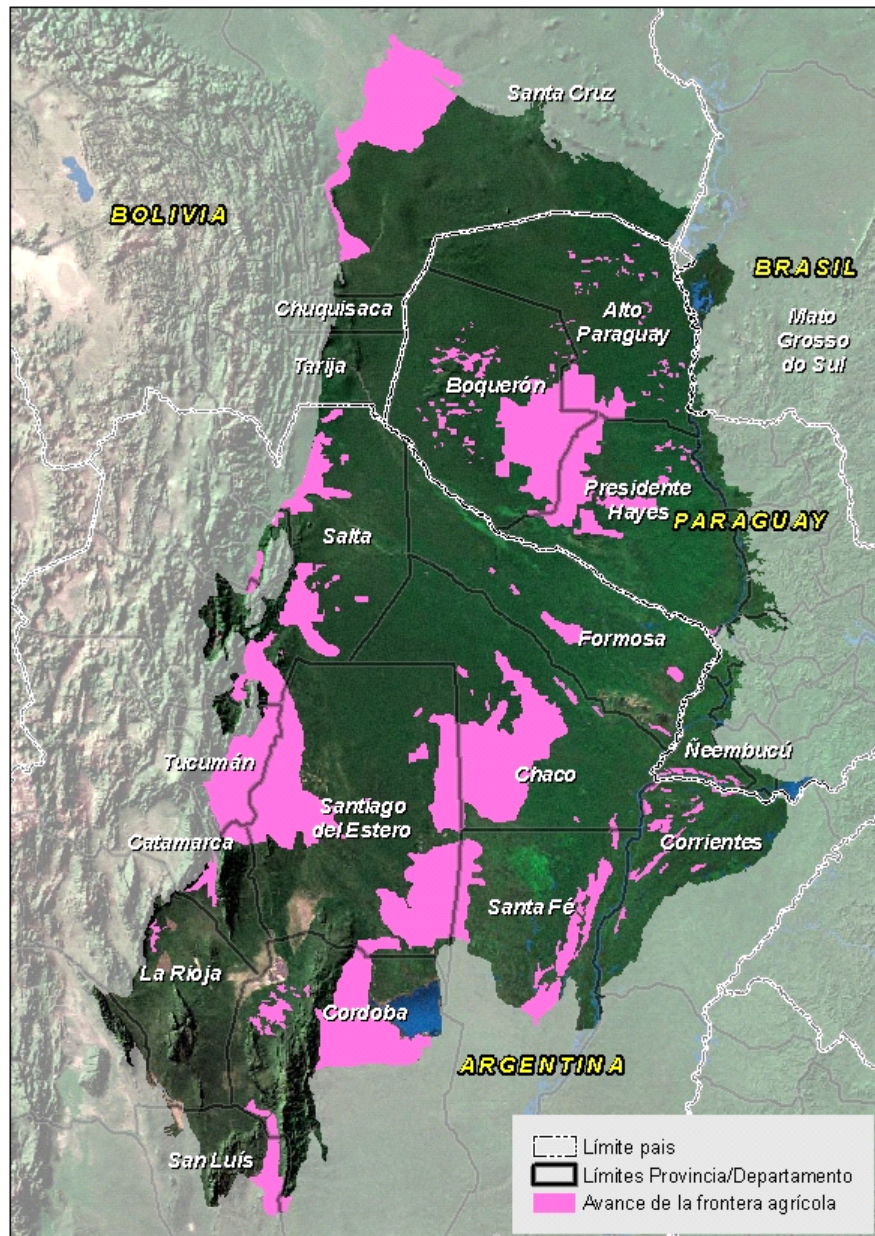 Santa Cruz
BOLIVIA
BRASIL
Chuquisaca
Alto
Paraguay
Mato
Grosso
do Sul
Tarija
Boquerón
Presidente
Hayes
PARAGUAY
Salta
Formosa
Ñeembucú
Tucumán
Chaco
Santiago
del Estero
Catamarca
Corrientes
Santa Fé
La Rioja
Cordoba
ARGENTINA
San Luís
Límite pais
Límites Provincia/Departamento
Avance de la frontera agrícola